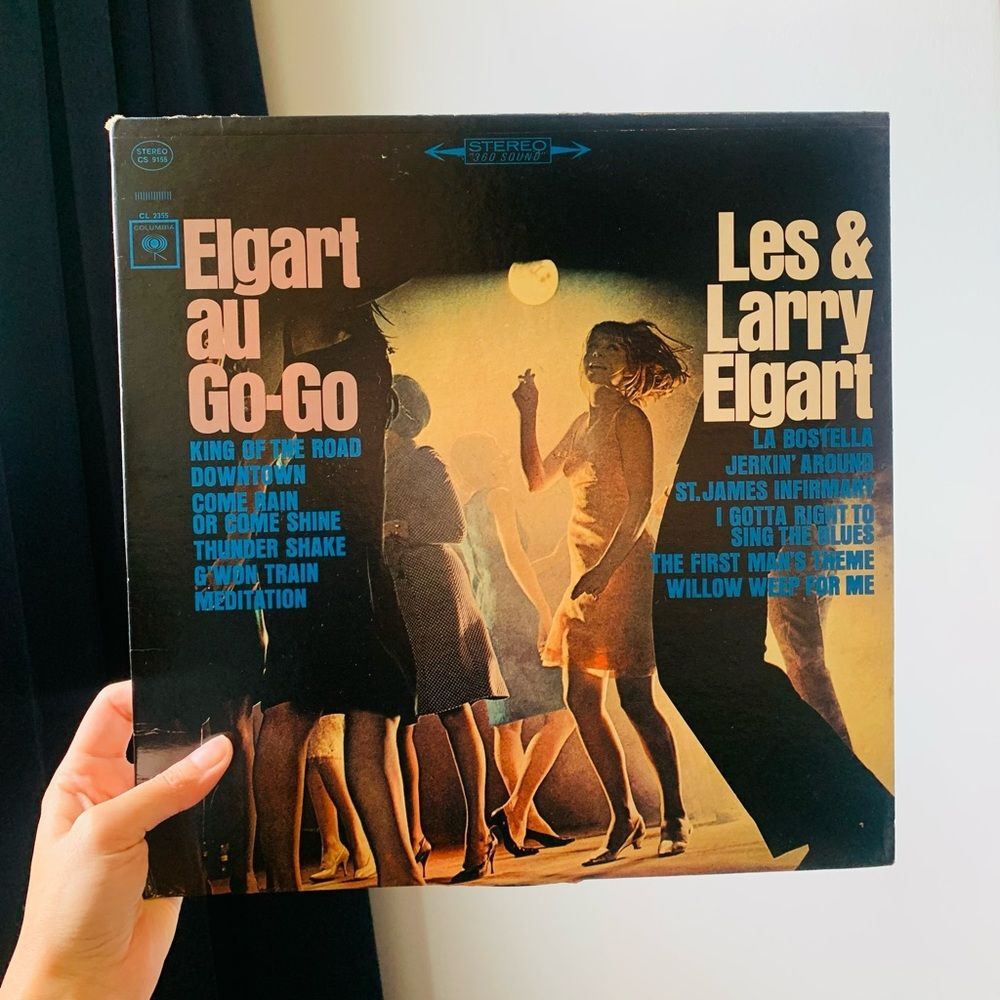 STEREO
CS 9155
STEREO
"360 SOUND"
CL 2355
COLUMBIA
Elgart
au
Go-Go
KING OF THE ROAD
DOWNTOWN
COME RAIN
OR COME SHINE
THUNDER SHAKE
G'WON TRAIN
MEDITATION
Les &
Larry
Elgart
LA BOSTELLA
JERKIN' AROUND
ST. JAMES INFIRMARY
I GOTTA RIGHT TO
SING THE BLUES
THE FIRST MAN'S THEME
WILLOW WEEP FOR ME